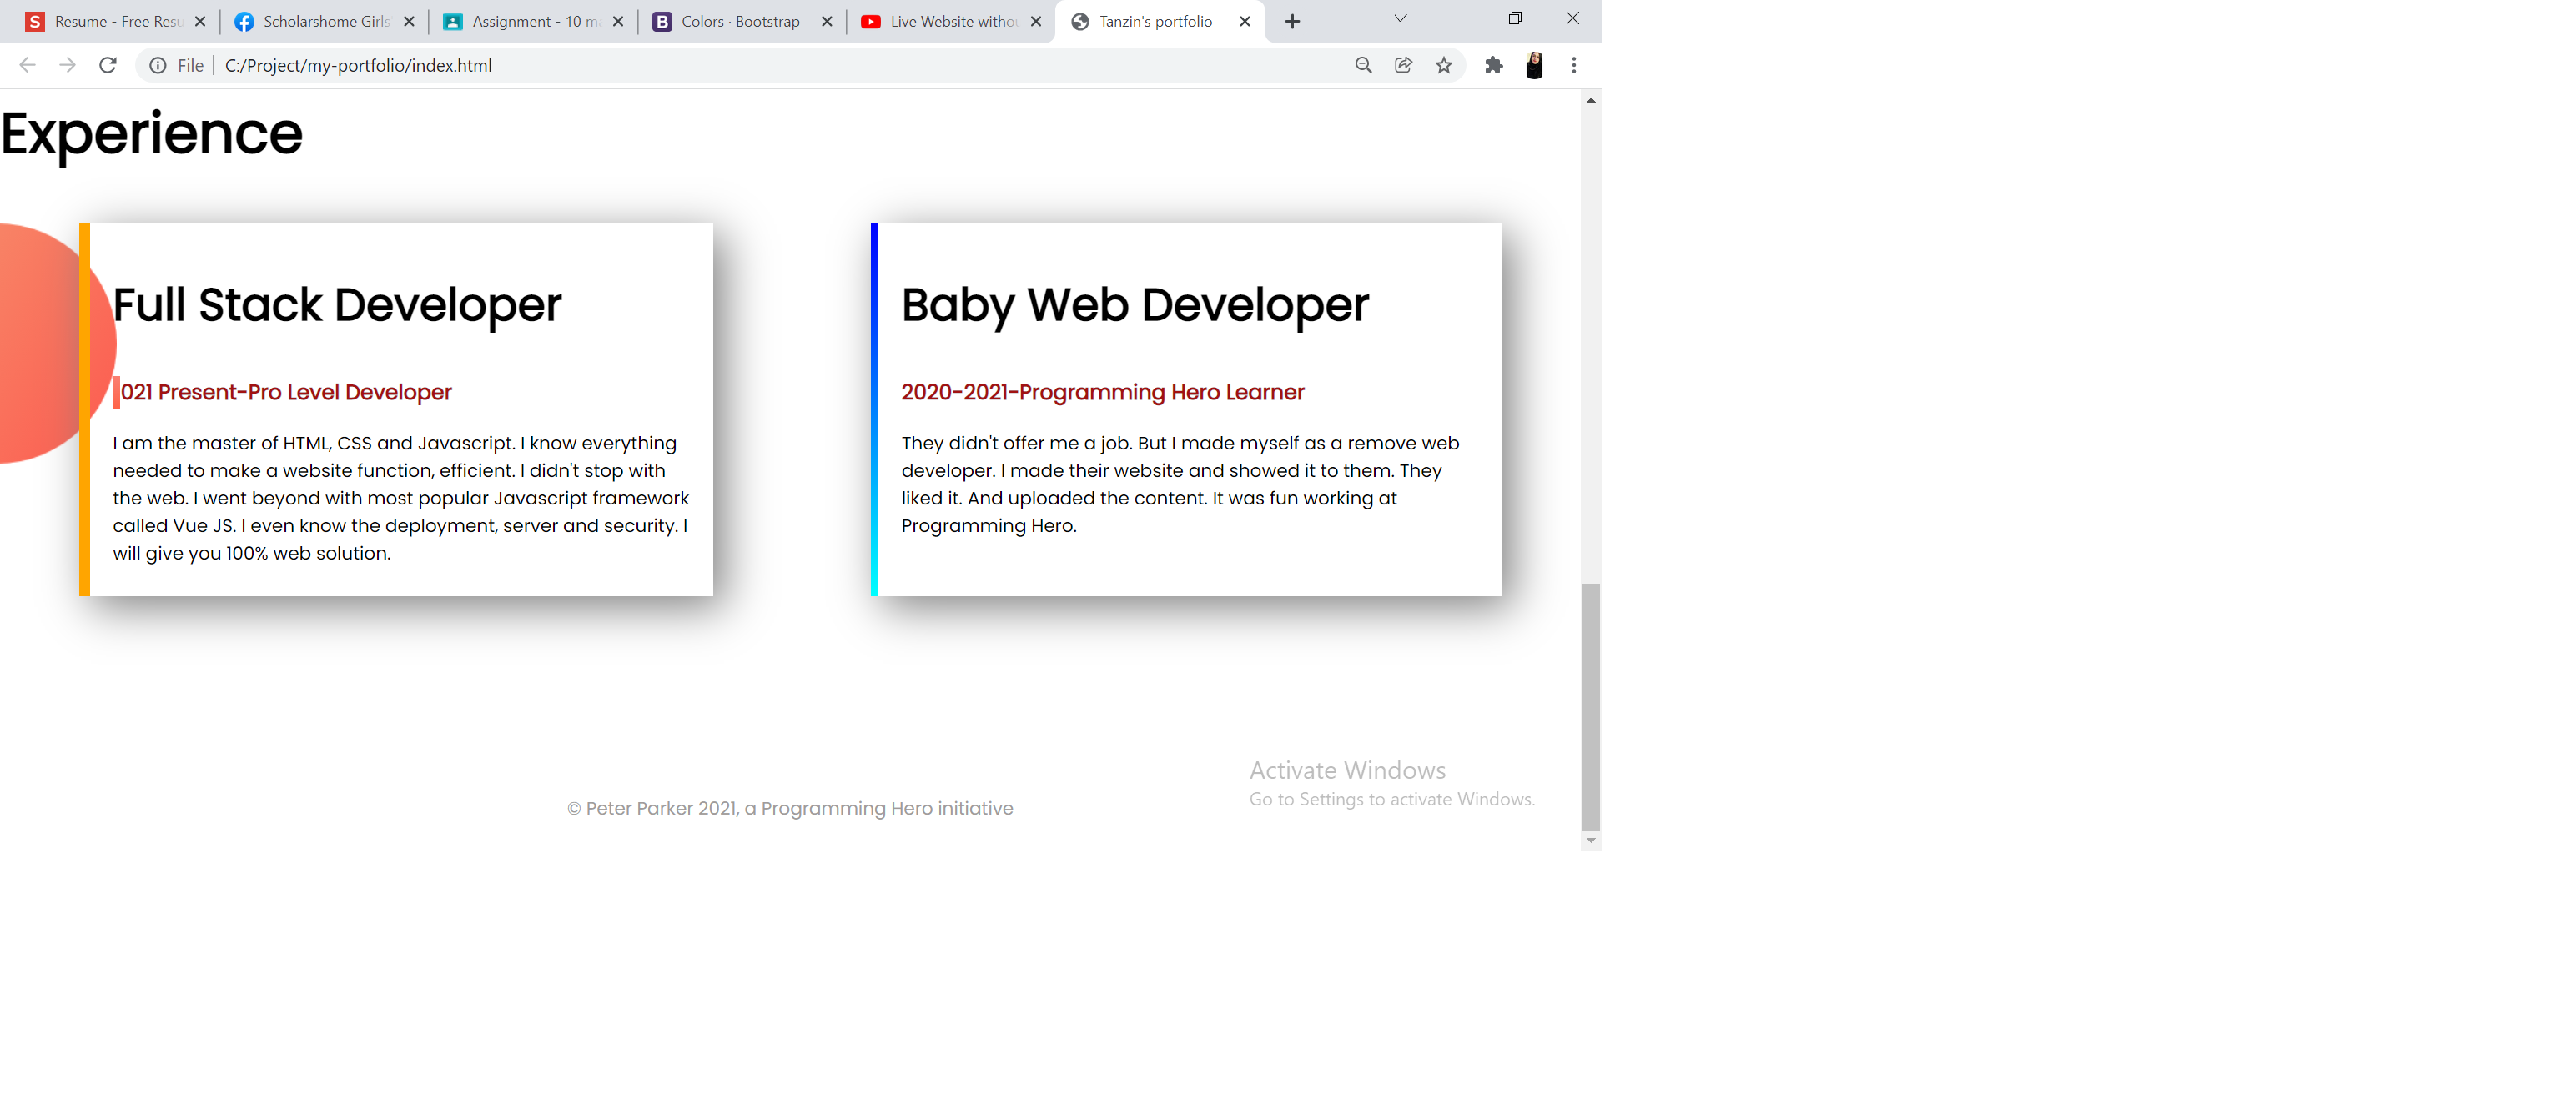 Resume - Free Resu
Scholarshome Girls'
Assignment - 10 m
Colors · Bootstrap
Live Website withou
Tanzin's portfolio
File
C:/Project/my-portfolio/index.html
Experience
Full Stack Developer
021 Present-Pro Level Developer
I am the master of HTML, CSS and Javascript. I know everything
needed to make a website function, efficient. I didn't stop with
the web. I went beyond with most popular Javascript framework
called Vue JS. I even know the deployment, server and security. I
will give you 100% web solution.
Baby Web Developer
2020-2021-Programming Hero Learner
They didn't offer me a job. But I made myself as a remove web
developer. I made their website and showed it to them. They
liked it. And uploaded the content. It was fun working at
Programming Hero.
Activate Windows
Go to Settings to activate Windows.
© Peter Parker 2021, a Programming Hero initiative